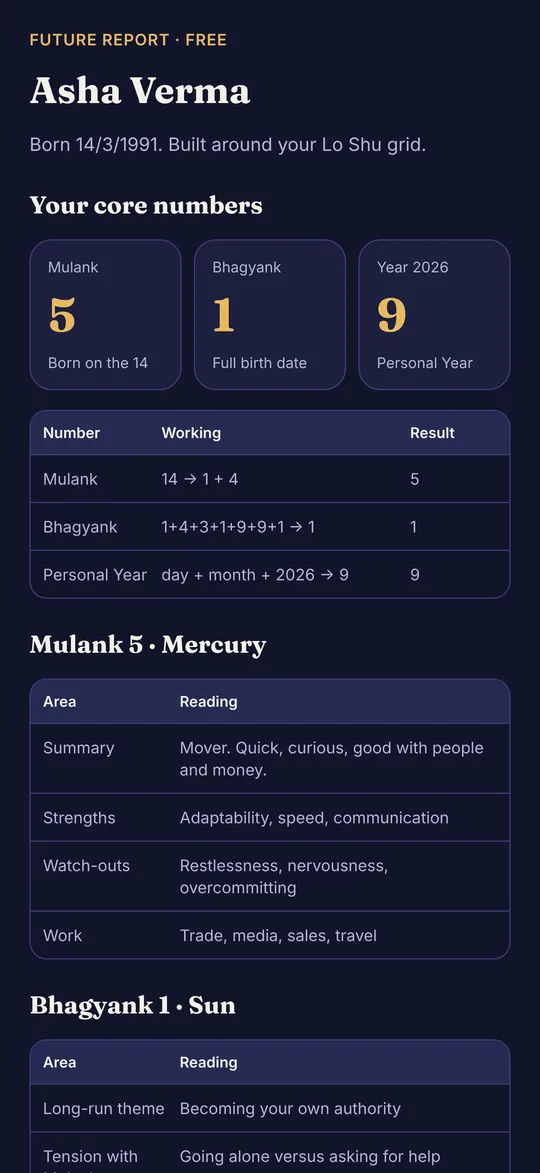 FUTURE REPORT · FREE
Asha Verma
Born 14/3/1991. Built around your Lo Shu grid.
Your core numbers
Mulank
5
Born on the 14
Bhagyank
1
Full birth date
Year 2026
9
Personal Year
Number Working Result
Mulank 14 → 1 + 4 5
Bhagyank 1+4+3+1+9+9+1 → 1 1
Personal Year day + month + 2026 → 9 9
Mulank 5 · Mercury
Area Reading
Summary Mover. Quick, curious, good with people
and money.
Strengths Adaptability, speed, communication
Watch-outs Restlessness, nervousness,
overcommitting
Work Trade, media, sales, travel
Bhagyank 1 · Sun
Area Reading
Long-run theme Becoming your own authority
Tension with Going alone versus asking for help